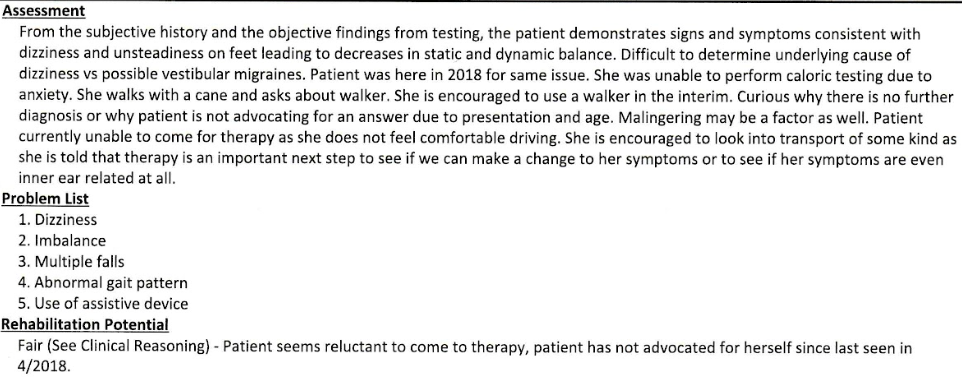 Assessment
From the subjective history and the objective findings from testing, the patient demonstrates signs and symptoms consistent with
dizziness and unsteadiness on feet leading to decreases in static and dynamic balance. Difficult to determine underlying cause of
dizziness vs possible vestibular migraines. Patient was here in 2018 for same issue. She was unable to perform caloric testing due to
anxiety. She walks with a cane and asks about walker. She is encouraged to use a walker in the interim. Curious why there is no further
diagnosis or why patient is not advocating for an answer due to presentation and age. Malingering may be a factor as well. Patient
currently unable to come for therapy as she does not feel comfortable driving. She is encouraged to look into transport of some kind as
she is told that therapy is an important next step to see if we can make a change to her symptoms or to see if her symptoms are even
inner ear related at all.
Problem List
1. Dizziness
2. Imbalance
3. Multiple falls
4. Abnormal gait pattern
5. Use of assistive device
Rehabilitation Potential
Fair (See Clinical Reasoning) - Patient seems reluctant to come to therapy, patient has not advocated for herself since last seen in
4/2018.